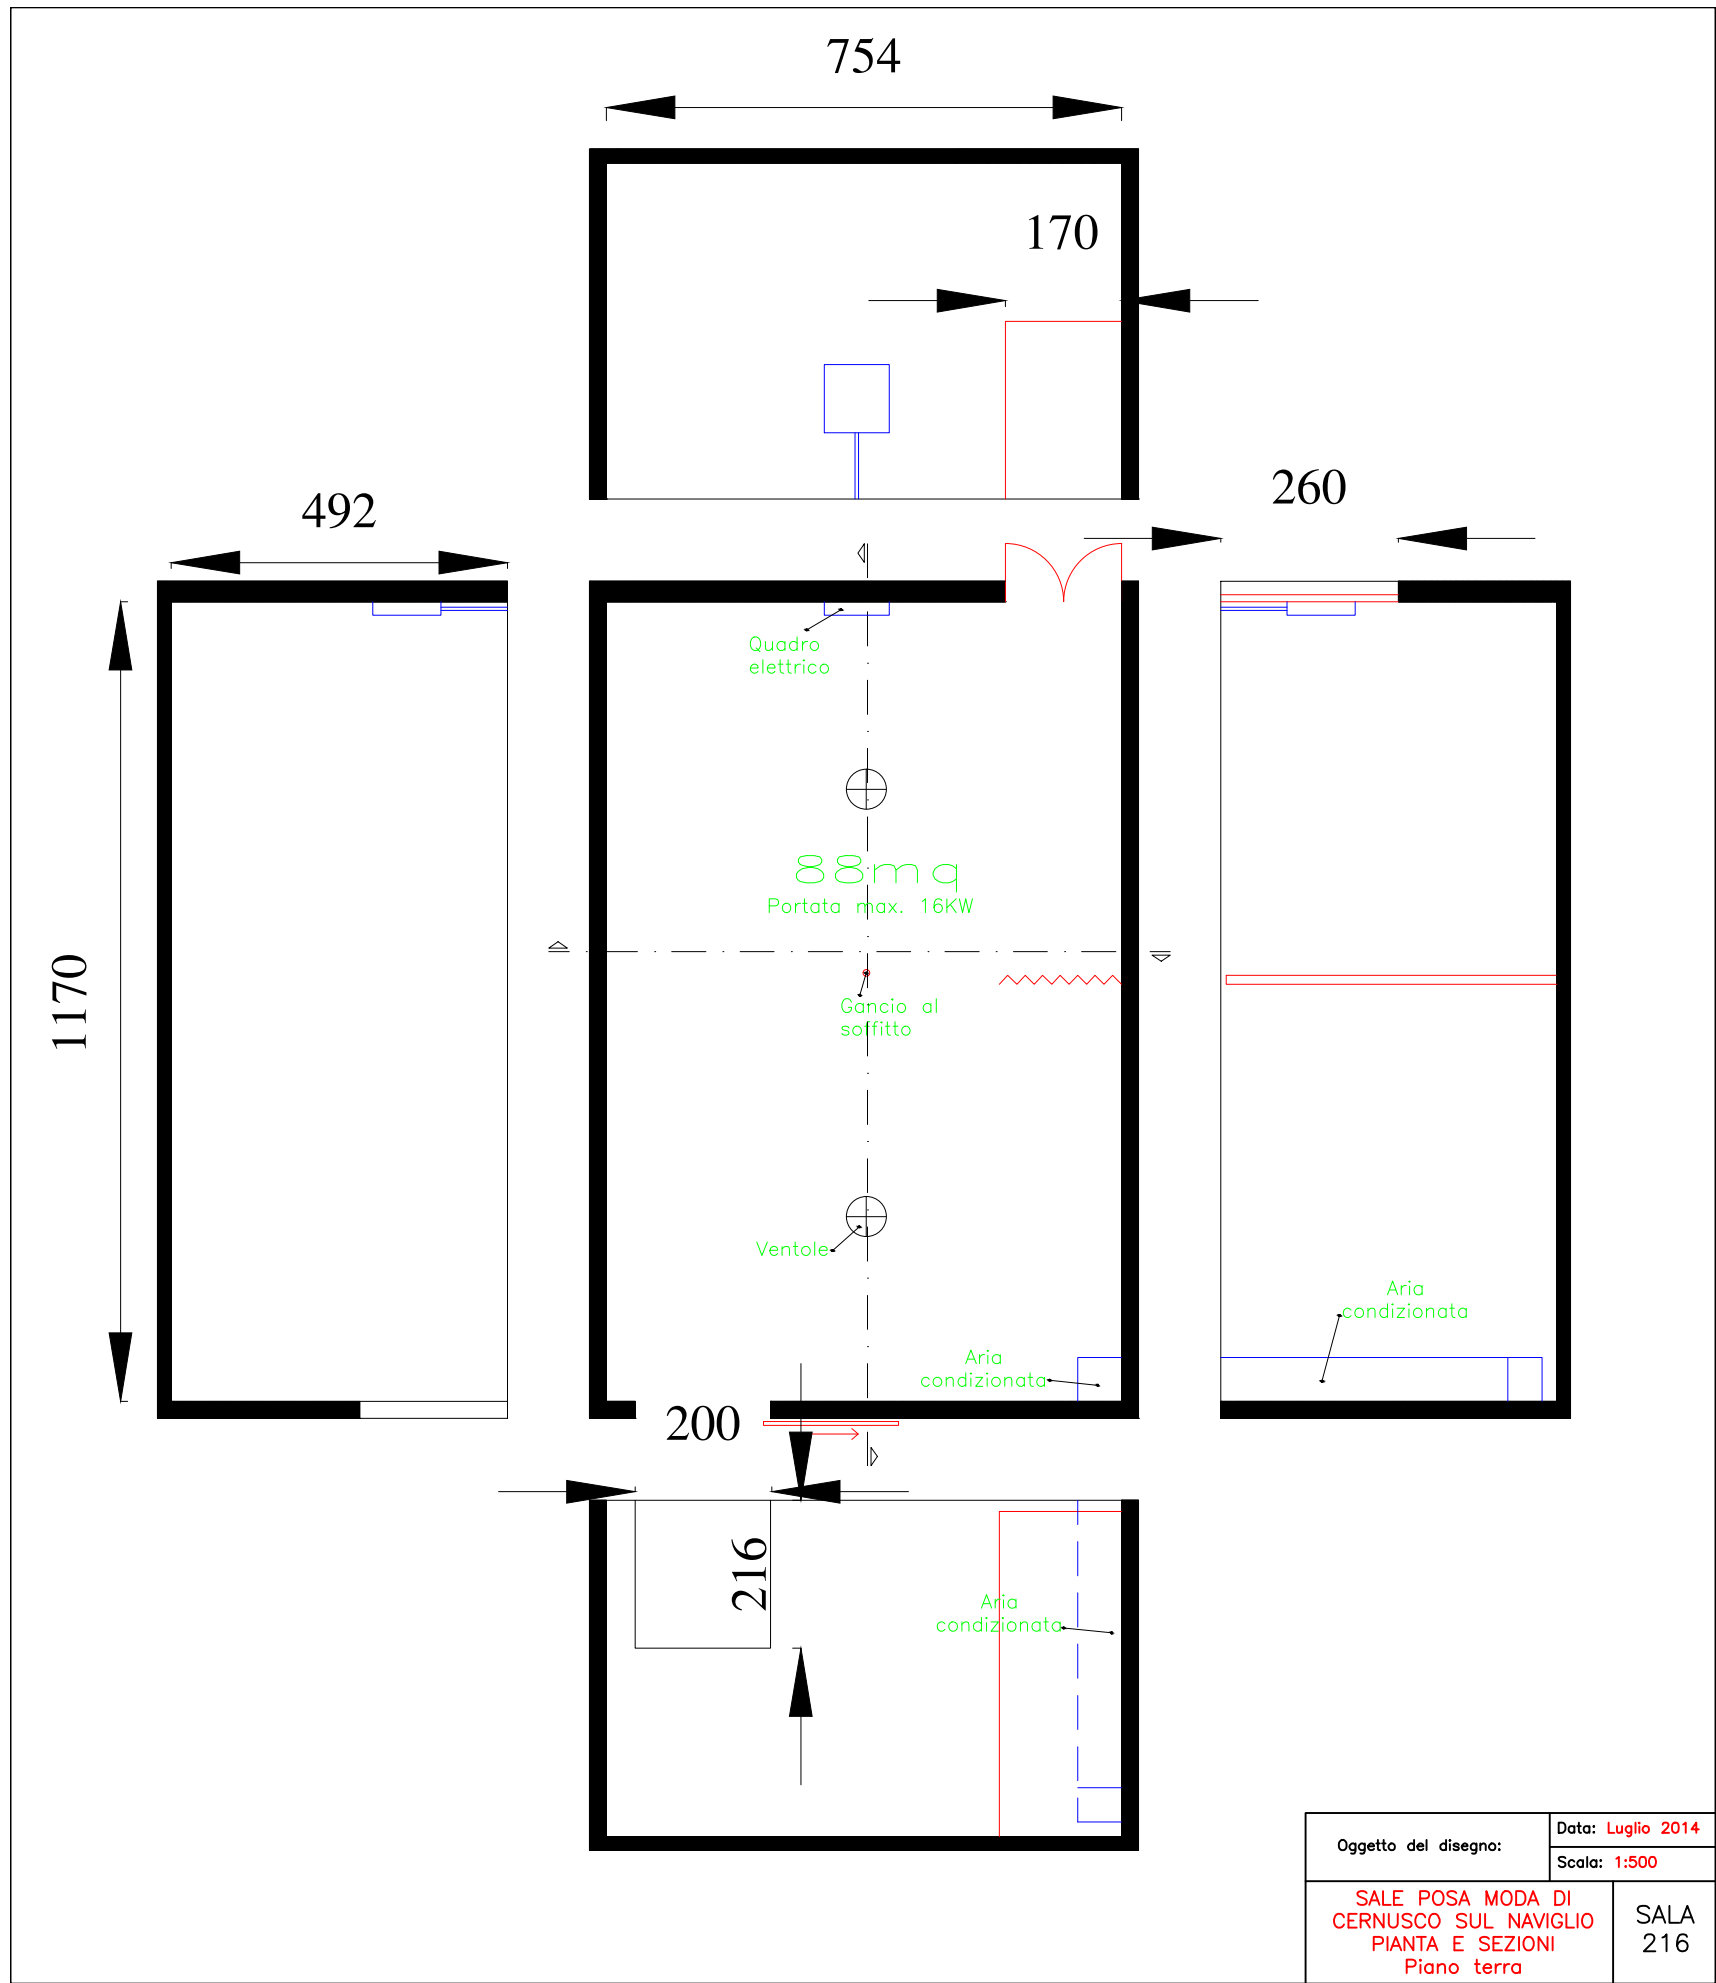 754
170
492
260
Quadro
elettrico
88mq
Portata max. 16KW
1170
Gancio al
soffitto
Ventole
Aria
condizionata
Aria
condizionata
200
216
Aria
condizionata
Oggetto del disegno:
Data: Luglio 2014
Scala: 1:500
SALE POSA MODA DI
CERNUSCO SUL NAVIGLIO
PIANTA E SEZIONI
Piano terra
SALA
216